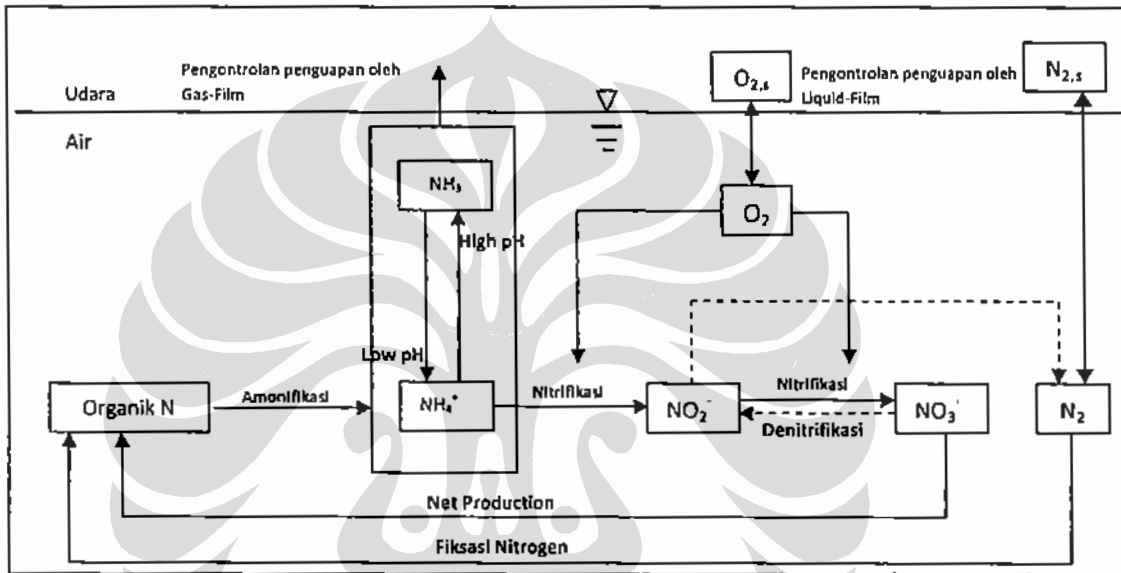 Pengontrolan penguapan oleh
Gas-Film
Udara
O₂,s
Pengontrolan penguapan oleh
Liquid-Film
N₂,s
Air
NH₃
O₂
High pH
Low pH
Organik N
Amonifikasi
NH₄⁺
Nitrifikasi
NO₂⁻
Nitrifikasi
Denitrifikasi
NO₃⁻
N₂
Net Production
Fiksasi Nitrogen